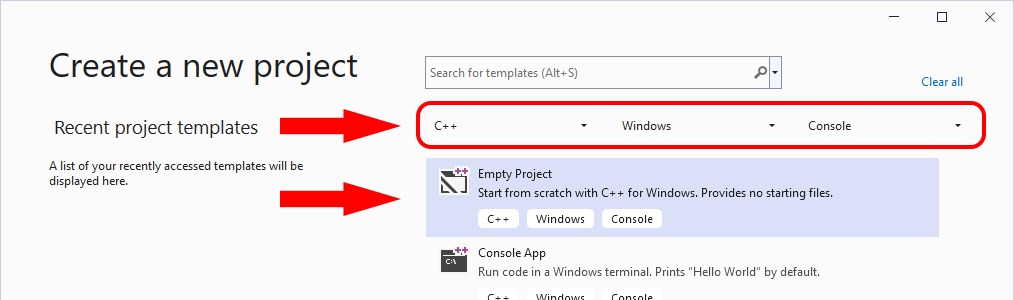 Create a new project
Search for templates (Alt+S)
Clear all
Recent project templates
C++ Windows Console
A list of your recently accessed templates will be
displayed here.
Empty Project
Start from scratch with C++ for Windows. Provides no starting files.
C++ Windows Console
Console App
C:\
Run code in a Windows terminal. Prints “Hello World” by default.
C++ Windows Console